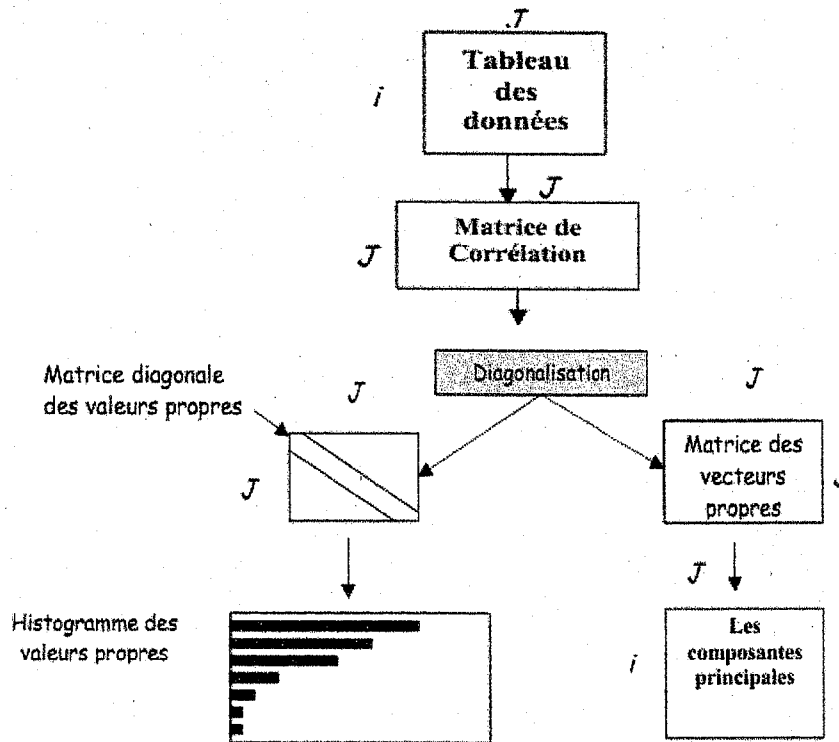 J
Tableau
des
données
i
J
Matrice de
Corrélation
J
Diagonalisation
Matrice diagonale
des valeurs propres
J
J
J
Matrice des
vecteurs
propres
J
J
Histogramme des
valeurs propres
Les
composantes
principales
i